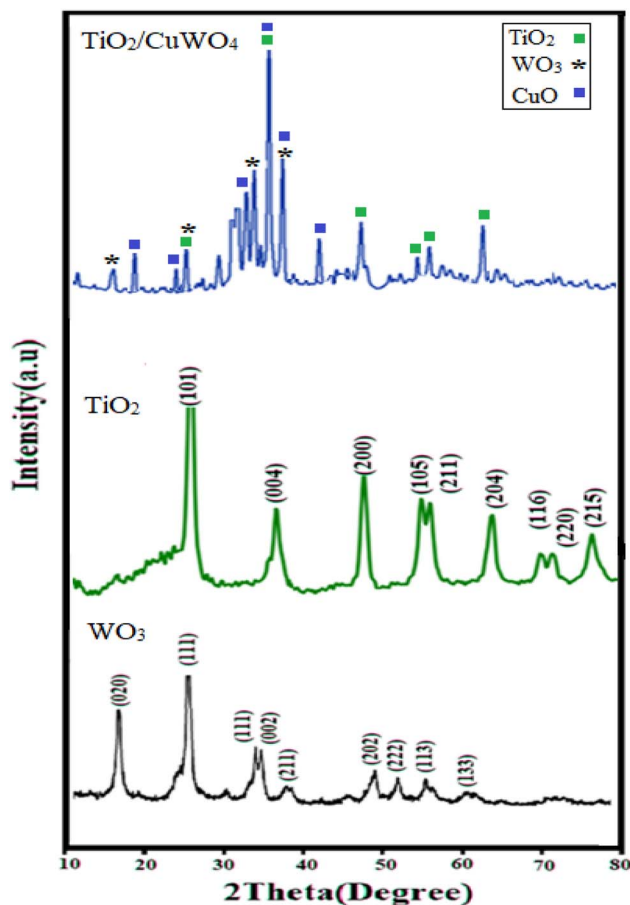 TiO2/CuWO4
TiO2
WO3 *
CuO
*
*
*
*
TiO2
(101)
(004)
(200)
(105)
(211)
(204)
(116)
(220)
(215)
WO3
(020)
(111)
(111)
(002)
(211)
(202)
(222)
(113)
(133)
Intensity(a.u)
10 20 30 40 50 60 70 80
2Theta(Degree)